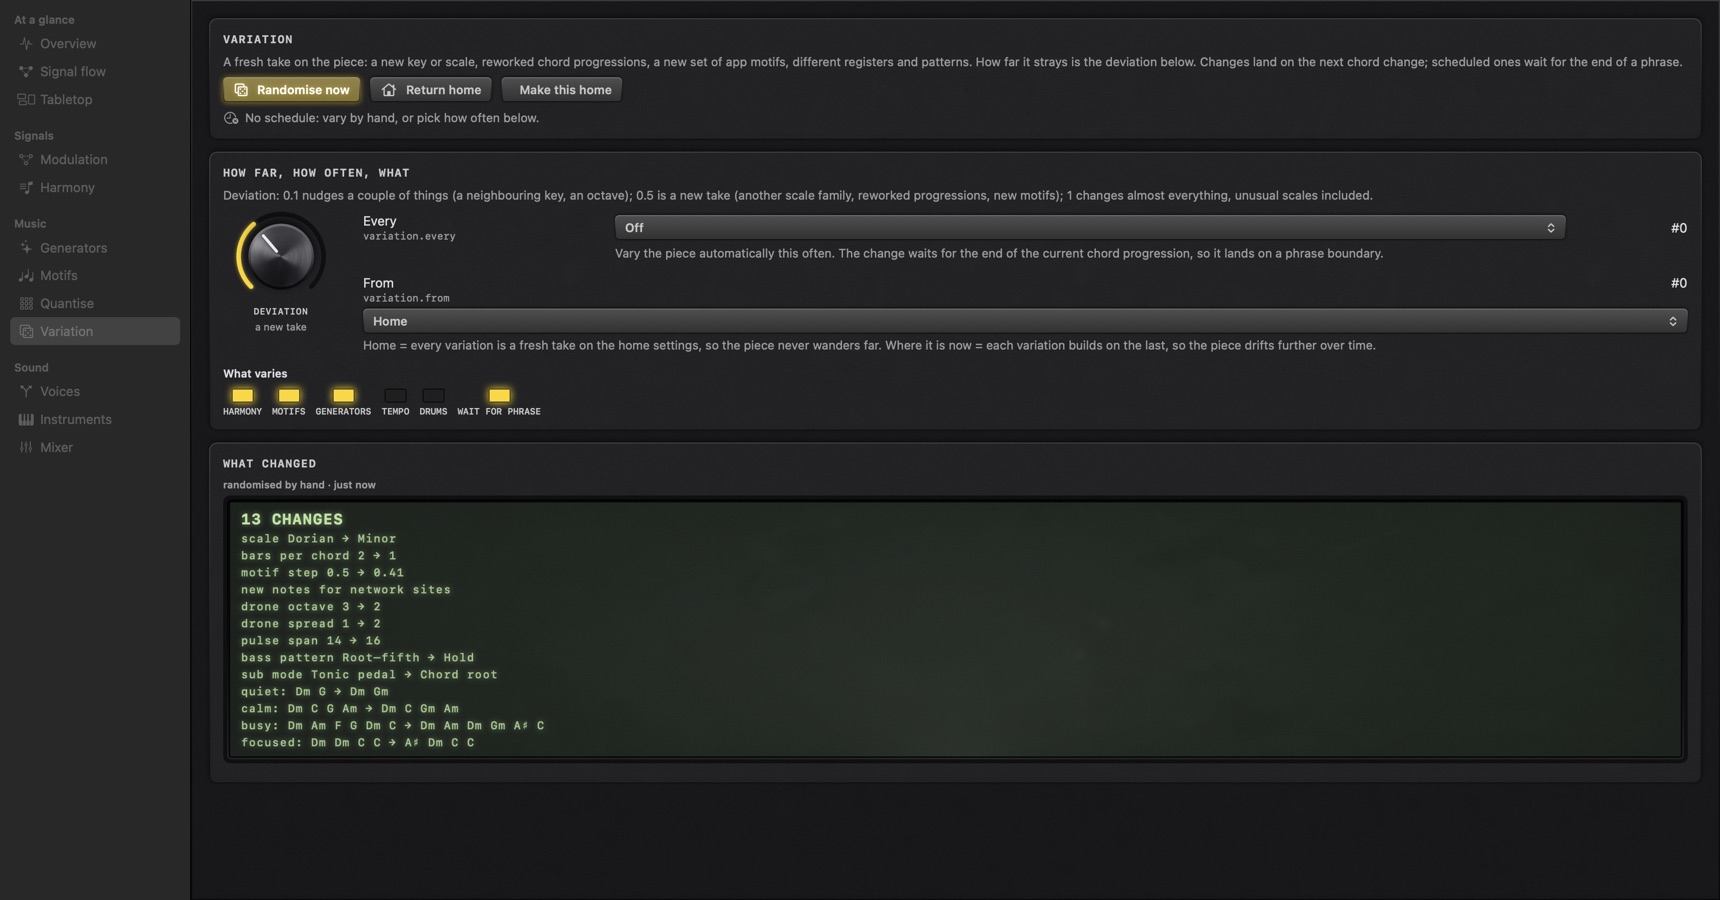 At a glance
Overview
Signal flow
Tabletop
Signals
Modulation
Harmony
Music
Generators
Motifs
Quantise
Variation
Sound
Voices
Instruments
Mixer
VARIATION
A fresh take on the piece: a new key or scale, reworked chord progressions, a new set of app motifs, different registers and patterns. How far it strays is the deviation below. Changes land on the next chord change; scheduled ones wait for the end of a phrase.
Randomise now
Return home
Make this home
No schedule: vary by hand, or pick how often below.
HOW FAR, HOW OFTEN, WHAT
Deviation: 0.1 nudges a couple of things (a neighbouring key, an octave); 0.5 is a new take (another scale family, reworked progressions, new motifs); 1 changes almost everything, unusual scales included.
DEVIATION
a new take
Every
variation.every
Off
#0
Vary the piece automatically this often. The change waits for the end of the current chord progression, so it lands on a phrase boundary.
From
variation.from
#0
Home
Home = every variation is a fresh take on the home settings, so the piece never wanders far. Where it is now = each variation builds on the last, so the piece drifts further over time.
What varies
HARMONY MOTIFS GENERATORS TEMPO DRUMS WAIT FOR PHRASE
WHAT CHANGED
randomised by hand · just now
13 CHANGES
scale Dorian → Minor
bars per chord 2 → 1
motif step 0.5 → 0.41
new notes for network sites
drone octave 3 → 2
drone spread 1 → 2
pulse span 14 → 16
bass pattern Root–fifth → Hold
sub mode Tonic pedal → Chord root
quiet: Dm G → Dm Gm
calm: Dm C G Am → Dm C Gm Am
busy: Dm Am F G Dm C → Dm Am Dm Gm A♯ C
focused: Dm Dm C C → A♯ Dm C C